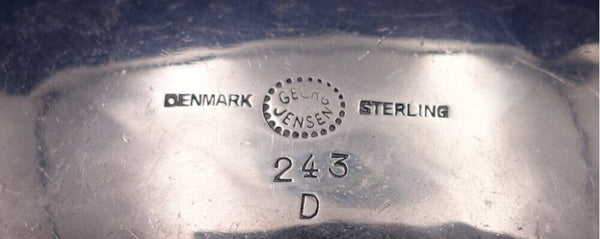 DENMARK GEORG JENSEN STERLING
243
D